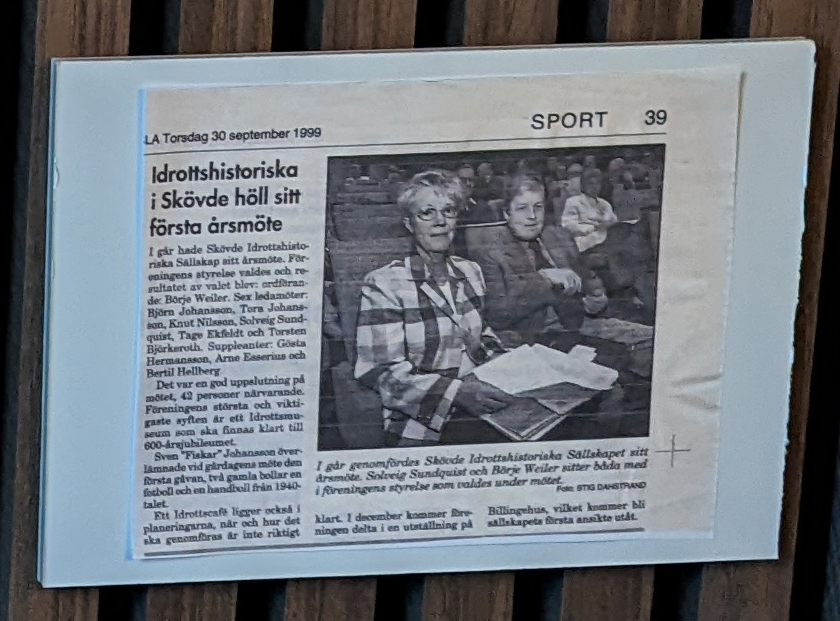 LA Torsdag 30 september 1999
SPORT 39
Idrottshistoriska
i Skövde höll sitt
första årsmöte
I går hade Skövde Idrottshisto-
riska Sällskap sitt årsmöte. För-
eningens styrelse valdes och re-
sultatet av valet blev: ordföran-
de: Börje Weiler. Sex ledamöter:
Björn Johansson, Tora Johans-
son, Knut Nilsson, Solveig Sund-
quist, Tage Ekfeldt och Torsten
Björkeroth. Suppleanter: Gösta
Hermansson, Arne Esserius och
Bertil Hellberg.
Det var en god uppslutning på
mötet, 42 personer närvarande.
Föreningens största och vikti-
gaste syften är ett Idrottsmu-
seum som ska finnas klart till
600-årsjubileumet.
Sven "Fiskar" Johansson över-
lämnade vid gårdagens möte den
första gåvan, två gamla bollar en
fotboll och en handboll från 1940-
talet.
Ett Idrottscafé ligger också i
planeringarna, när och hur det
ska genomföras är inte riktigt
I går genomfördes Skövde Idrottshistoriska Sällskapet sitt
årsmöte. Solveig Sundquist och Börje Weiler sitter båda med
i föreningens styrelse som valdes under mötet.
Foto: STIG DAHSTRAND
klart. I december kommer före-
ningen delta i en utställning på
Billingehus, vilket kommer bli
sällskapets första ansikte utåt.